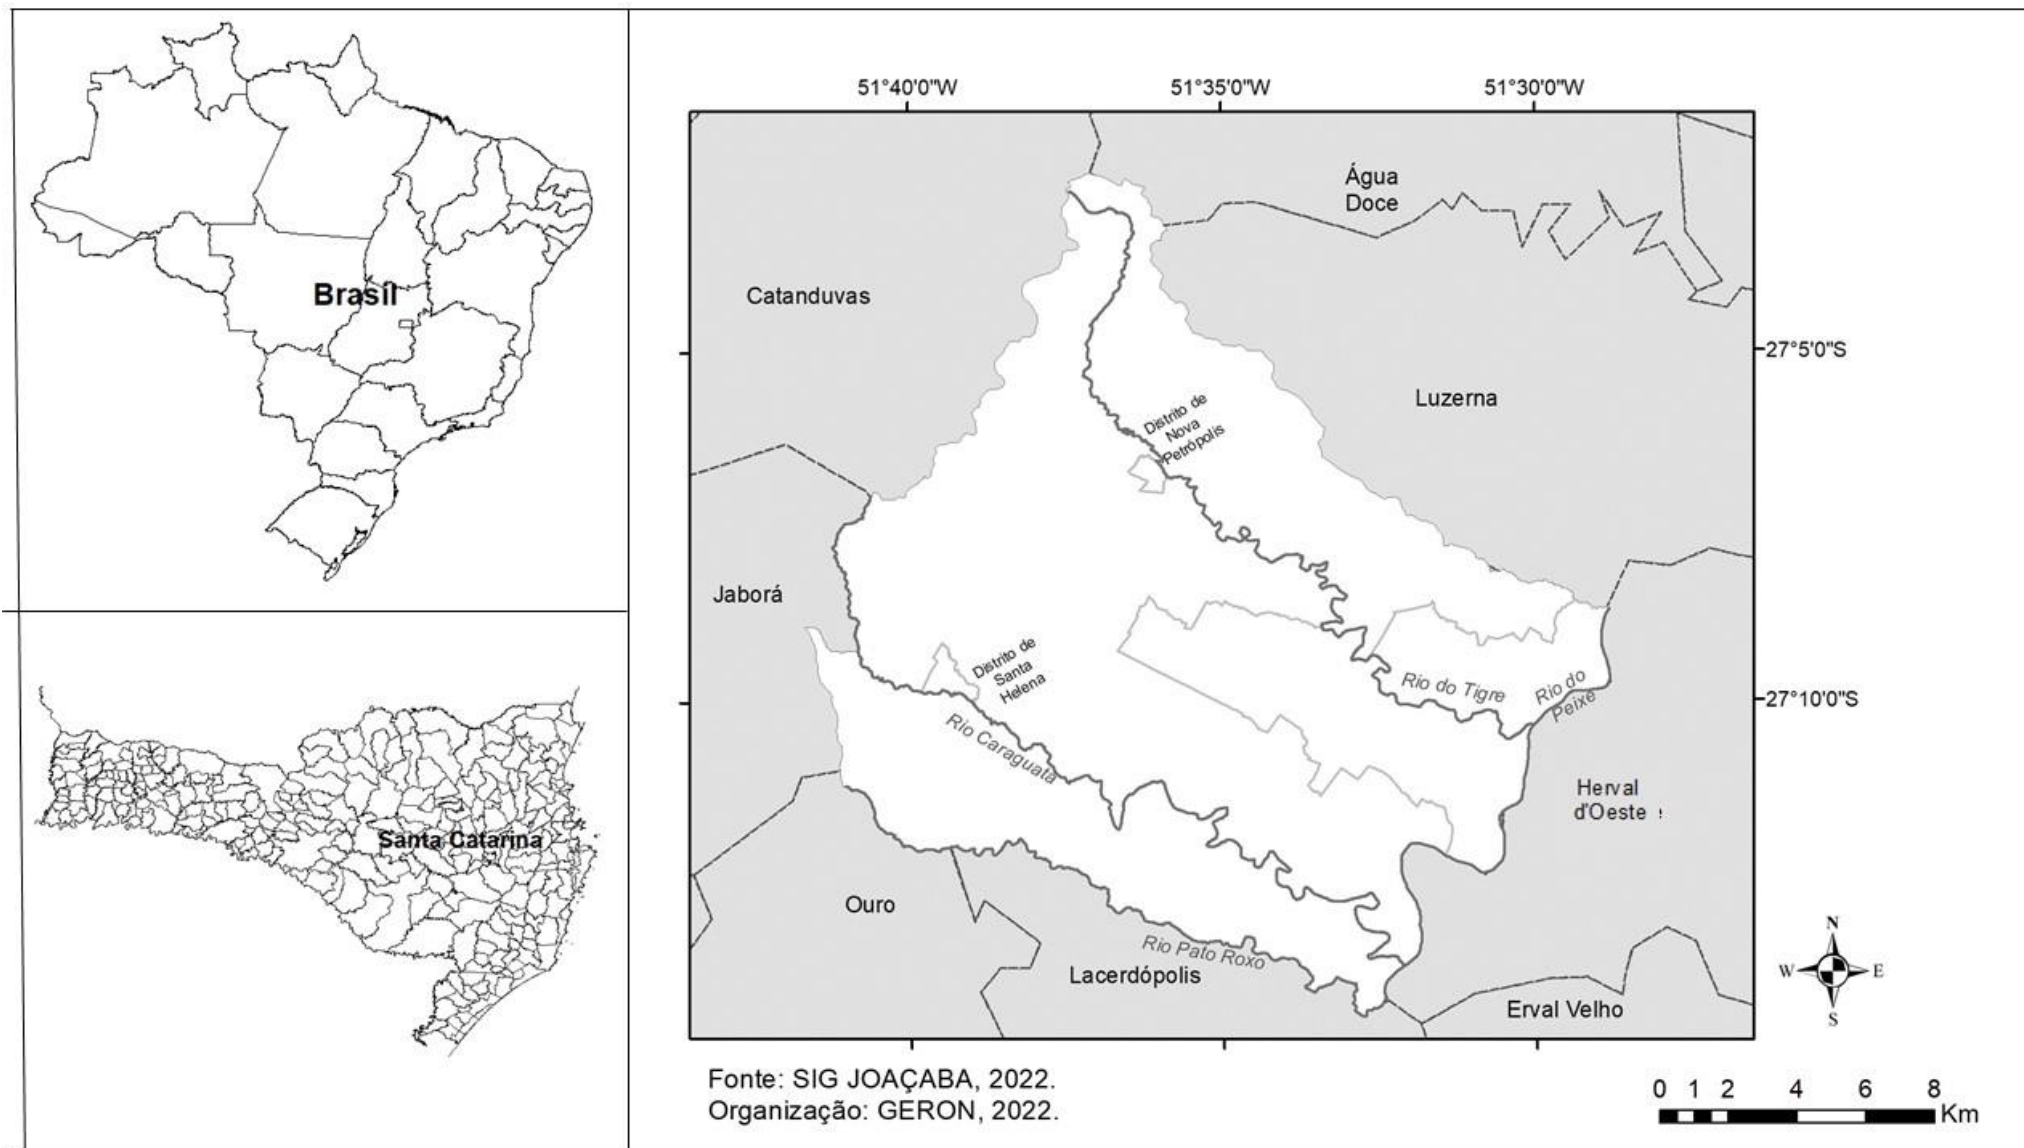 Brasil
Santa Catarina
51°40'0"W
51°35'0"W
51°30'0"W
Água
Doce
Catanduvas
27°5'0"S
Luzerna
Distrito de
Nova
Petrópolis
Jaborá
Distrito de
Santa
Helena
Rio do Tigre
Rio do
Peixe
27°10'0"S
Rio Caraguatá
Herval
d'Oeste
Ouro
Rio Pato Roxo
Lacerdópolis
Erval Velho
N
W
E
S
Fonte: SIG JOAÇABA, 2022.
Organização: GERON, 2022.
0 1 2 4 6 8
Km